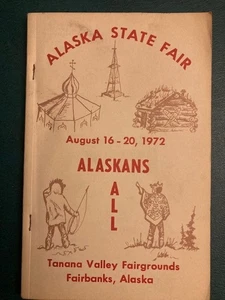 ALASKA STATE FAIR
August 16 - 20, 1972
ALASKANS
A
L
L
Tanana Valley Fairgrounds
Fairbanks, Alaska